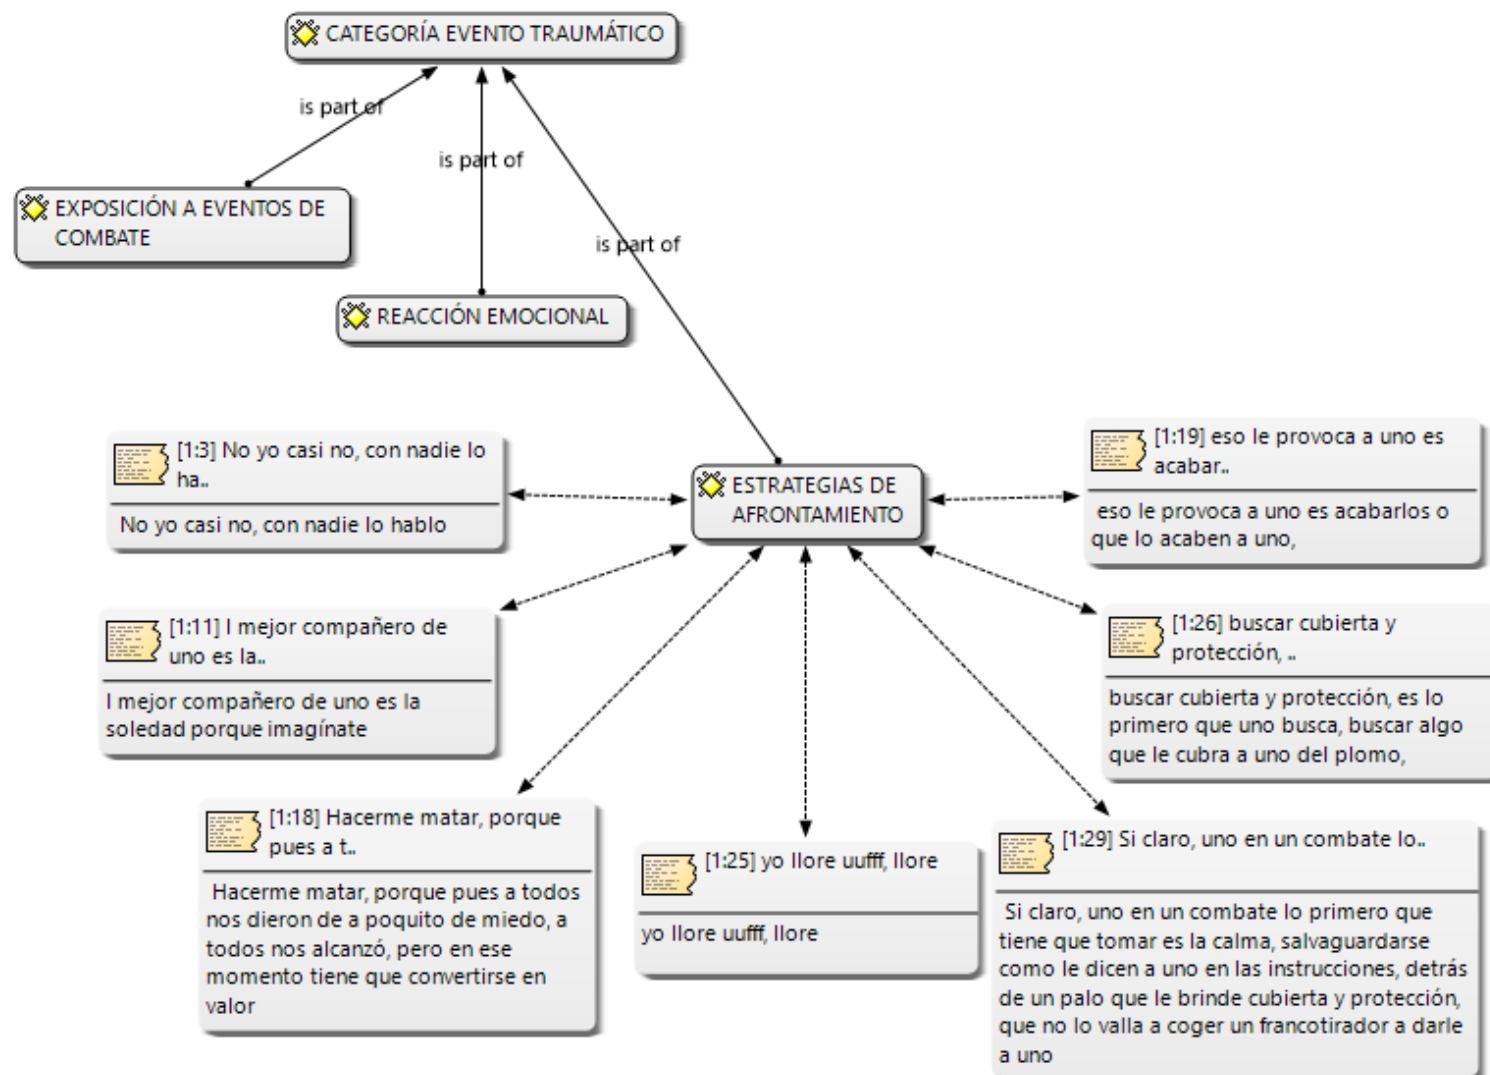 CATEGORÍA EVENTO TRAUMÁTICO
is part of
is part of
is part of
EXPOSICIÓN A EVENTOS DE
COMBATE
REACCIÓN EMOCIONAL
ESTRATEGIAS DE
AFRONTAMIENTO
[1:3] No yo casi no, con nadie lo
ha..
No yo casi no, con nadie lo hablo
[1:19] eso le provoca a uno es
acabar..
eso le provoca a uno es acabarlos o
que lo acaben a uno,
[1:11] l mejor compañero de
uno es la..
l mejor compañero de uno es la
soledad porque imagínate
[1:26] buscar cubierta y
protección, ..
buscar cubierta y protección, es lo
primero que uno busca, buscar algo
que le cubra a uno del plomo,
[1:18] Hacerme matar, porque
pues a t..
Hacerme matar, porque pues a todos
nos dieron de a poquito de miedo, a
todos nos alcanzó, pero en ese
momento tiene que convertirse en
valor
[1:25] yo llore uufff, llore
yo llore uufff, llore
[1:29] Si claro, uno en un combate lo..
Si claro, uno en un combate lo primero que
tiene que tomar es la calma, salvaguardarse
como le dicen a uno en las instrucciones, detrás
de un palo que le brinde cubierta y protección,
que no lo valla a coger un francotirador a darle
a uno